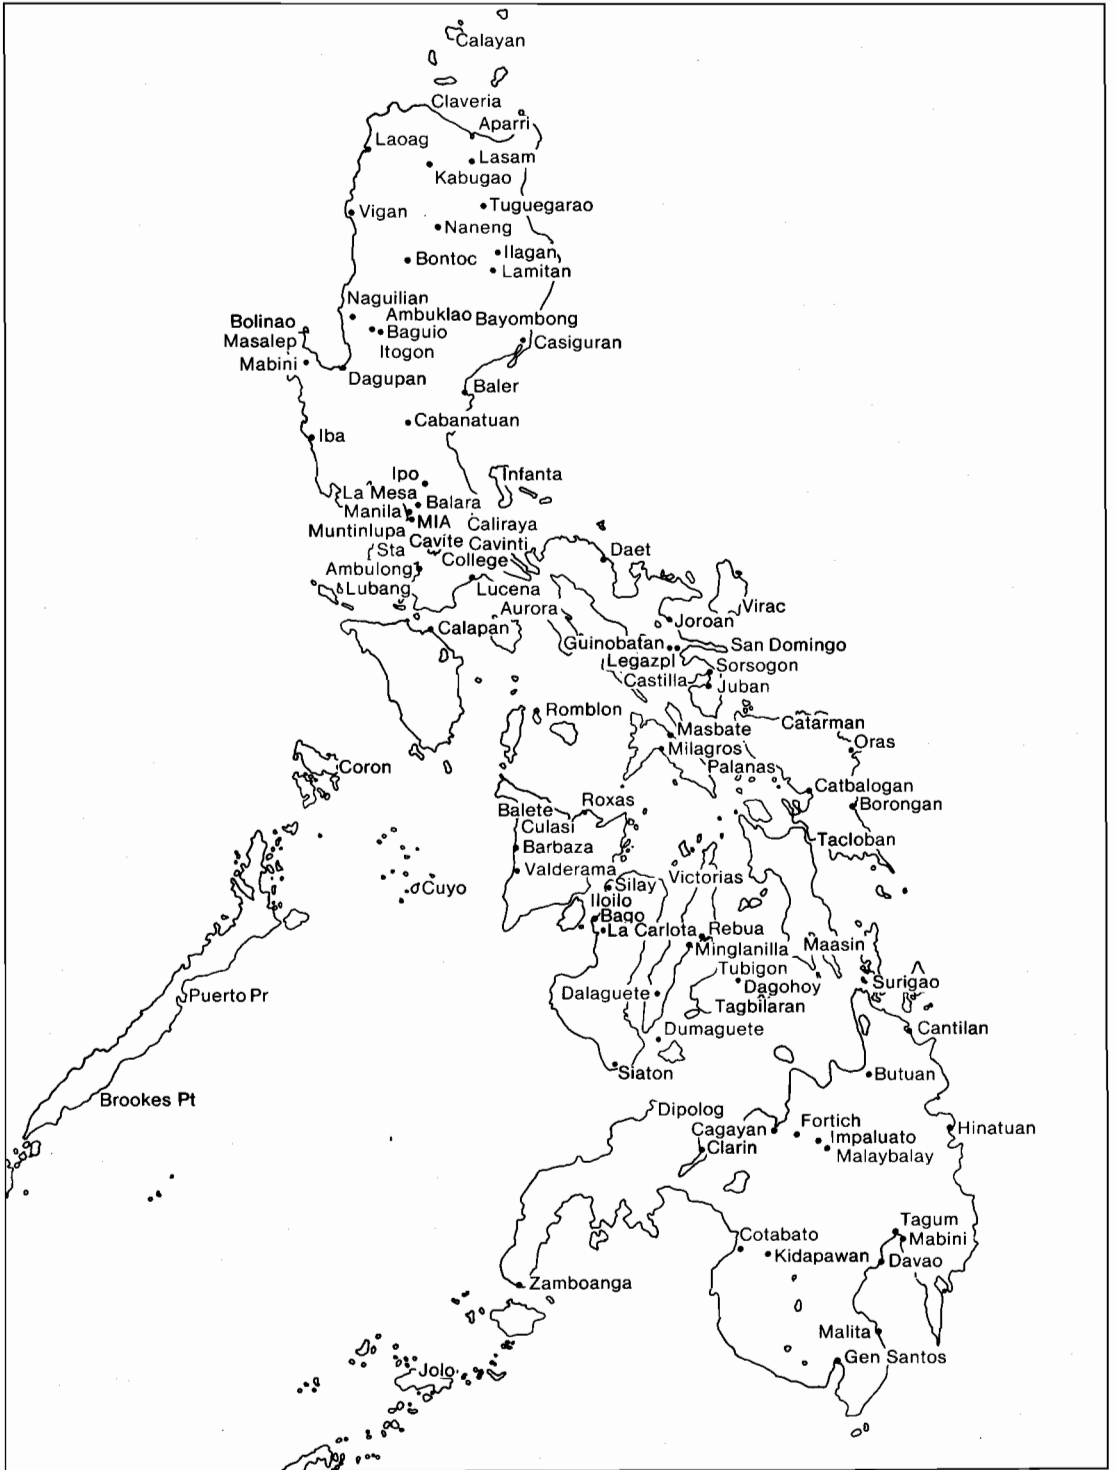 Calayan
Claveria
Aparri
Laoag
Lasam
Kabugao
Tuguegarao
Vigan
Naneng
Ilagan
Bontoc
Lamitan
Naguilian
Ambuklao
Bayombong
Bolinao
Baguio
Masalep
Casiguran
Itogon
Mabini
Dagupan
Baler
Cabanatuan
Iba
Ipo
Infanta
La Mesa
Balara
Manila
MIA
Caliraya
Muntinlupa
Cavite
Cavinti
Sta
College
Daet
Ambulong
Lubang
Lucena
Aurora
Virac
Joroan
Calapan
Guinobatan
San Domingo
Legazpl
Sorsogon
Castilla
Juban
Romblon
Catarman
Masbate
Oras
Milagros
Coron
Palanas
Catbalogan
Roxas
Borongan
Balete
Culasi
Tacloban
Barbaza
Valderama
Victorias
Silay
Cuyo
Iloilo
Bago
La Carlota
Rebua
Maasin
Minglanilla
Tubigon
Surigao
Dagohoy
Dalaguete
Puerto Pr
Tagbilaran
Dumaguete
Cantilan
Siaton
Butuan
Brookes Pt
Dipolog
Fortich
Cagayan
Hinatuan
Impaluato
Clarin
Malaybalay
Tagum
Cotabato
Mabini
Kidapawan
Davao
Zamboanga
Malita
Gen Santos
Jolo